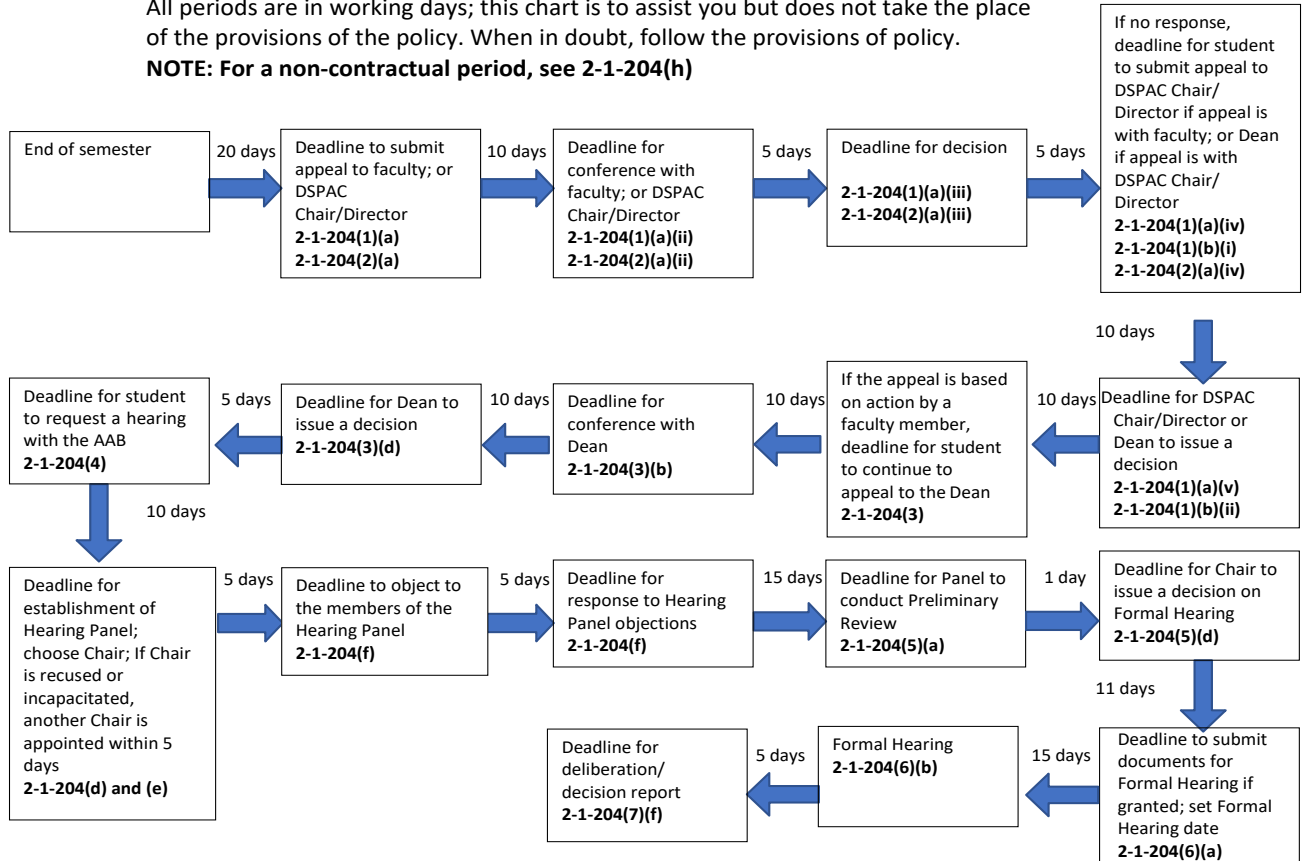 All periods are in working days; this chart is to assist you but does not take the place
of the provisions of the policy. When in doubt, follow the provisions of policy.
NOTE: For a non-contractual period, see 2-1-204(h)
End of semester
20 days
Deadline to submit
appeal to faculty; or
DSPAC
Chair/Director
2-1-204(1)(a)
2-1-204(2)(a)
10 days
Deadline for
conference with
faculty; or DSPAC
Chair/Director
2-1-204(1)(a)(ii)
2-1-204(2)(a)(ii)
5 days
Deadline for decision
2-1-204(1)(a)(iii)
2-1-204(2)(a)(iii)
5 days
If no response,
deadline for student
to submit appeal to
DSPAC Chair/
Director if appeal is
with faculty; or Dean
if appeal is with
DSPAC Chair/
Director
2-1-204(1)(a)(iv)
2-1-204(1)(b)(i)
2-1-204(2)(a)(iv)
10 days
Deadline for DSPAC
Chair/Director or
Dean to issue a
decision
2-1-204(1)(a)(v)
2-1-204(1)(b)(ii)
10 days
If the appeal is based
on action by a
faculty member,
deadline for student
to continue to
appeal to the Dean
2-1-204(3)
10 days
Deadline for
conference with
Dean
2-1-204(3)(b)
10 days
Deadline for Dean to
issue a decision
2-1-204(3)(d)
5 days
Deadline for student
to request a hearing
with the AAB
2-1-204(4)
10 days
Deadline for
establishment of
Hearing Panel;
choose Chair; If Chair
is recused or
incapacitated,
another Chair is
appointed within 5
days
2-1-204(d) and (e)
5 days
Deadline to object to
the members of the
Hearing Panel
2-1-204(f)
5 days
Deadline for
response to Hearing
Panel objections
2-1-204(f)
15 days
Deadline for Panel to
conduct Preliminary
Review
2-1-204(5)(a)
1 day
Deadline for Chair to
issue a decision on
Formal Hearing
2-1-204(5)(d)
11 days
Deadline to submit
documents for
Formal Hearing if
granted; set Formal
Hearing date
2-1-204(6)(a)
15 days
Formal Hearing
2-1-204(6)(b)
5 days
Deadline for
deliberation/
decision report
2-1-204(7)(f)